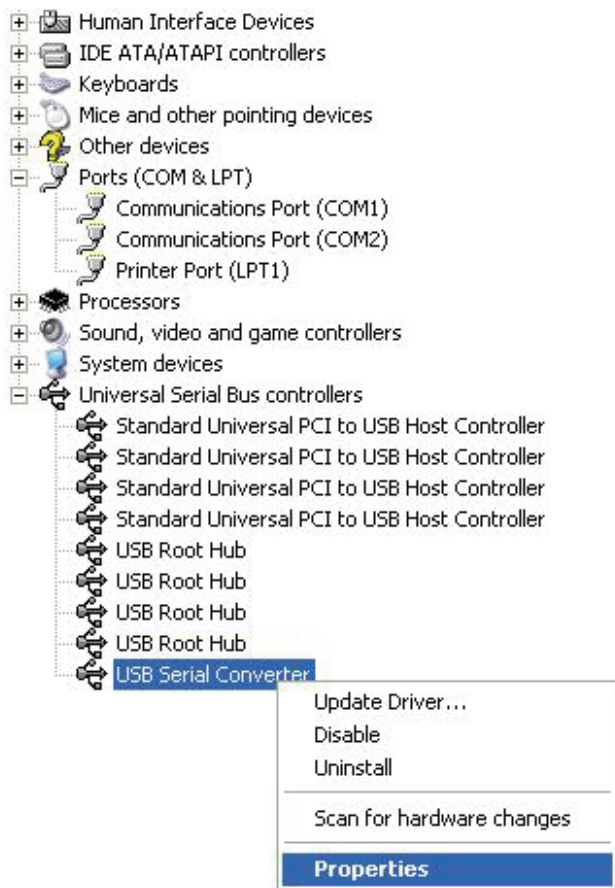 Human Interface Devices
IDE ATA/ATAPI controllers
Keyboards
Mice and other pointing devices
Other devices
Ports (COM & LPT)
Communications Port (COM1)
Communications Port (COM2)
Printer Port (LPT1)
Processors
Sound, video and game controllers
System devices
Universal Serial Bus controllers
Standard Universal PCI to USB Host Controller
Standard Universal PCI to USB Host Controller
Standard Universal PCI to USB Host Controller
Standard Universal PCI to USB Host Controller
USB Root Hub
USB Root Hub
USB Root Hub
USB Root Hub
USB Serial Converter
Update Driver...
Disable
Uninstall
Scan for hardware changes
Properties